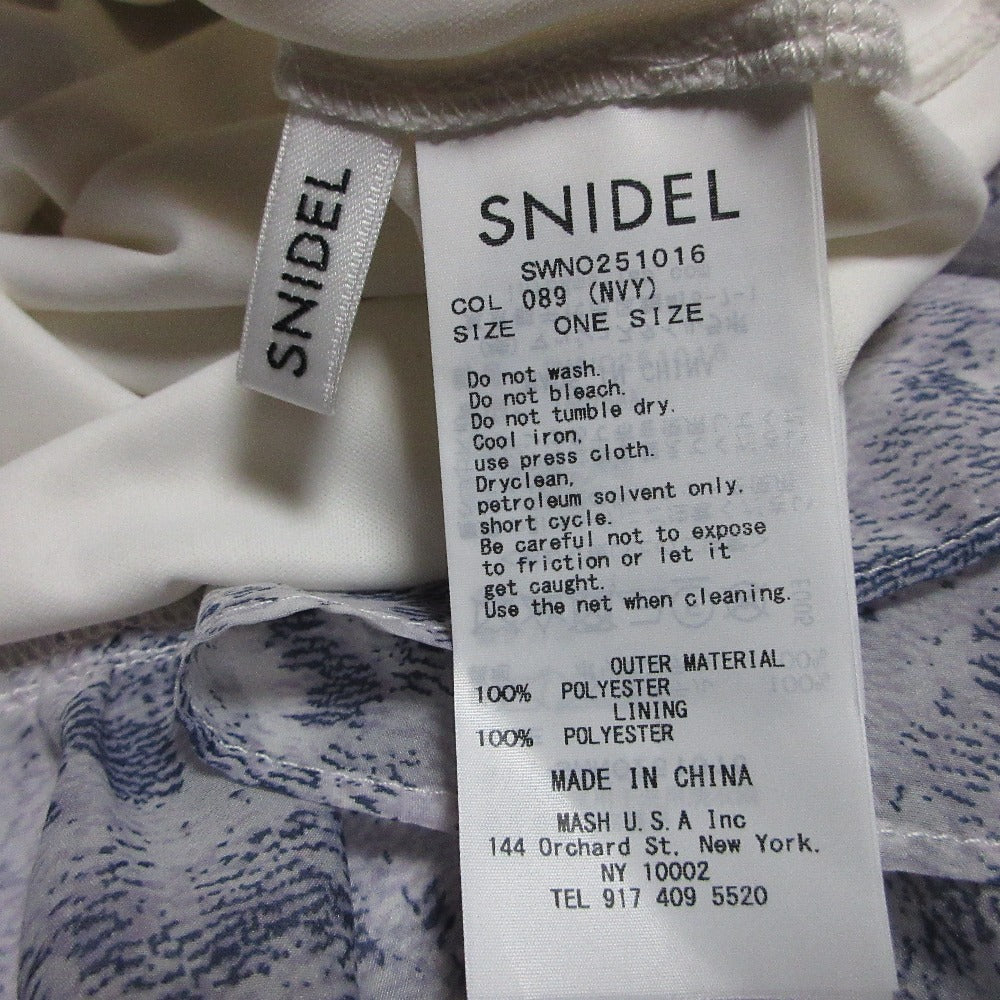 SNIDEL
SNIDEL
SWNO251016
COL 089 (NVY)
SIZE ONE SIZE
Do not wash.
Do not bleach.
Do not tumble dry.
Cool iron,
use press cloth.
Dryclean,
petroleum solvent only.
short cycle.
Be careful not to expose
to friction or let it
get caught.
Use the net when cleaning.
OUTER MATERIAL
100% POLYESTER
LINING
100% POLYESTER
MADE IN CHINA
MASH U.S.A Inc
144 Orchard St. New York.
NY 10002
TEL 917 409 5520